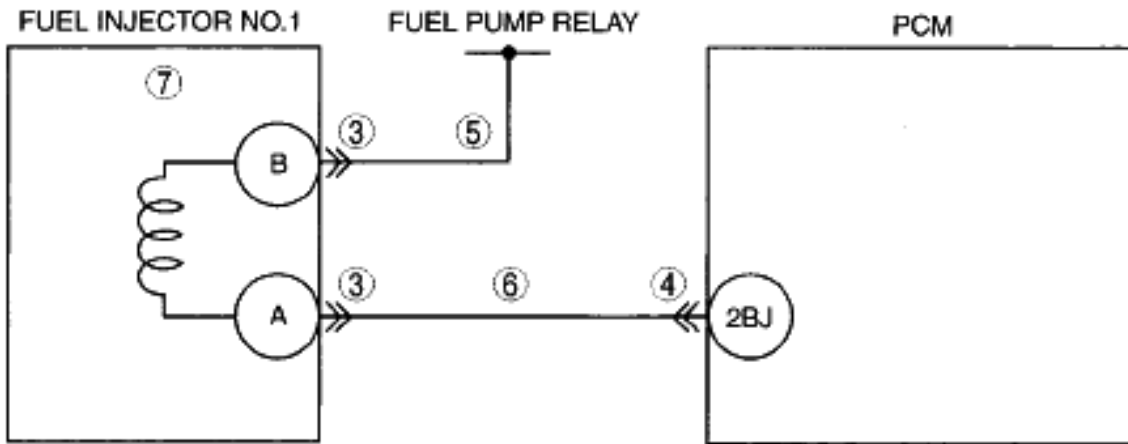 FUEL INJECTOR NO.1
FUEL PUMP RELAY
PCM
⑦
B
③
⑤
A
③
⑥
④
2BJ